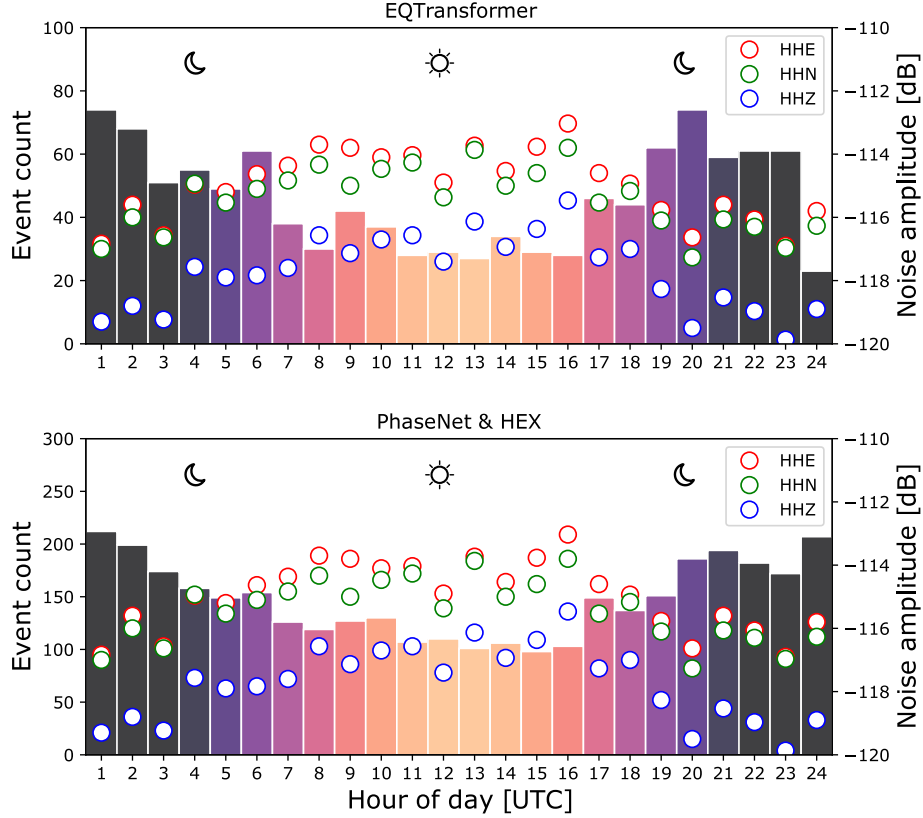 EQTransformer
100
80
60
40
20
0
Event count
−110
−112
−114
−116
−118
−120
Noise amplitude [dB]
HHE
HHN
HHZ
1 2 3 4 5 6 7 8 9 10 11 12 13 14 15 16 17 18 19 20 21 22 23 24
PhaseNet & HEX
300
250
200
150
100
50
0
Event count
−110
−112
−114
−116
−118
−120
Noise amplitude [dB]
HHE
HHN
HHZ
1 2 3 4 5 6 7 8 9 10 11 12 13 14 15 16 17 18 19 20 21 22 23 24
Hour of day [UTC]